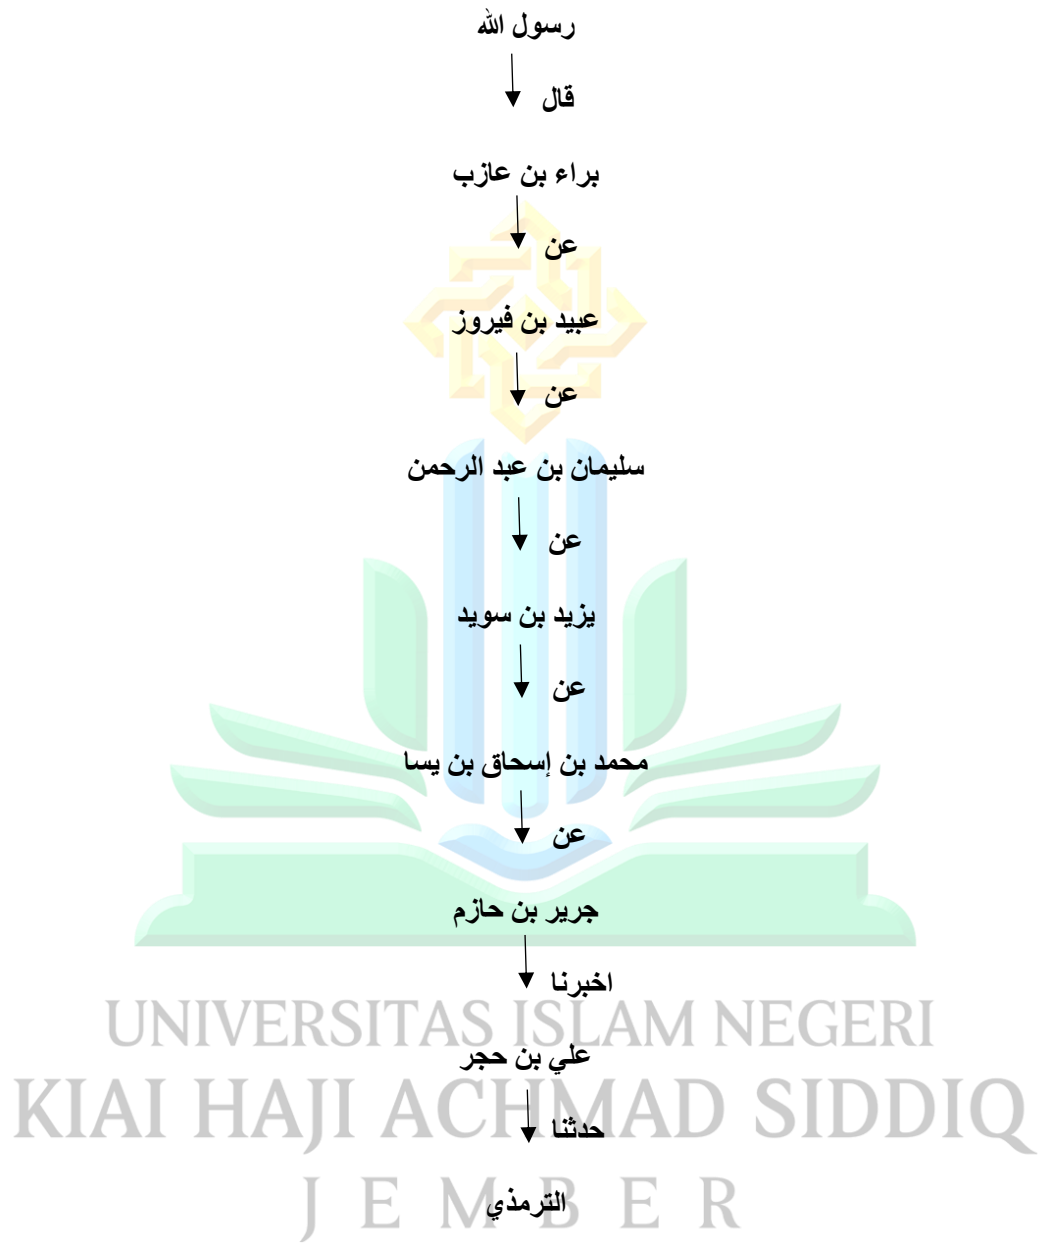 رسول الله
قال
براء بن عازب
عن
عبيد بن فيروز
عن
سليمان بن عبد الرحمن
عن
يزيد بن سويد
عن
محمد بن إسحاق بن يسا
عن
جرير بن حازم
اخبرنا
UNIVERSITAS ISLAM NEGERI
علي بن حجر
KIAI HAJI ACHMAD SIDDIQ
حدثنا
JEMBER
الترمذي